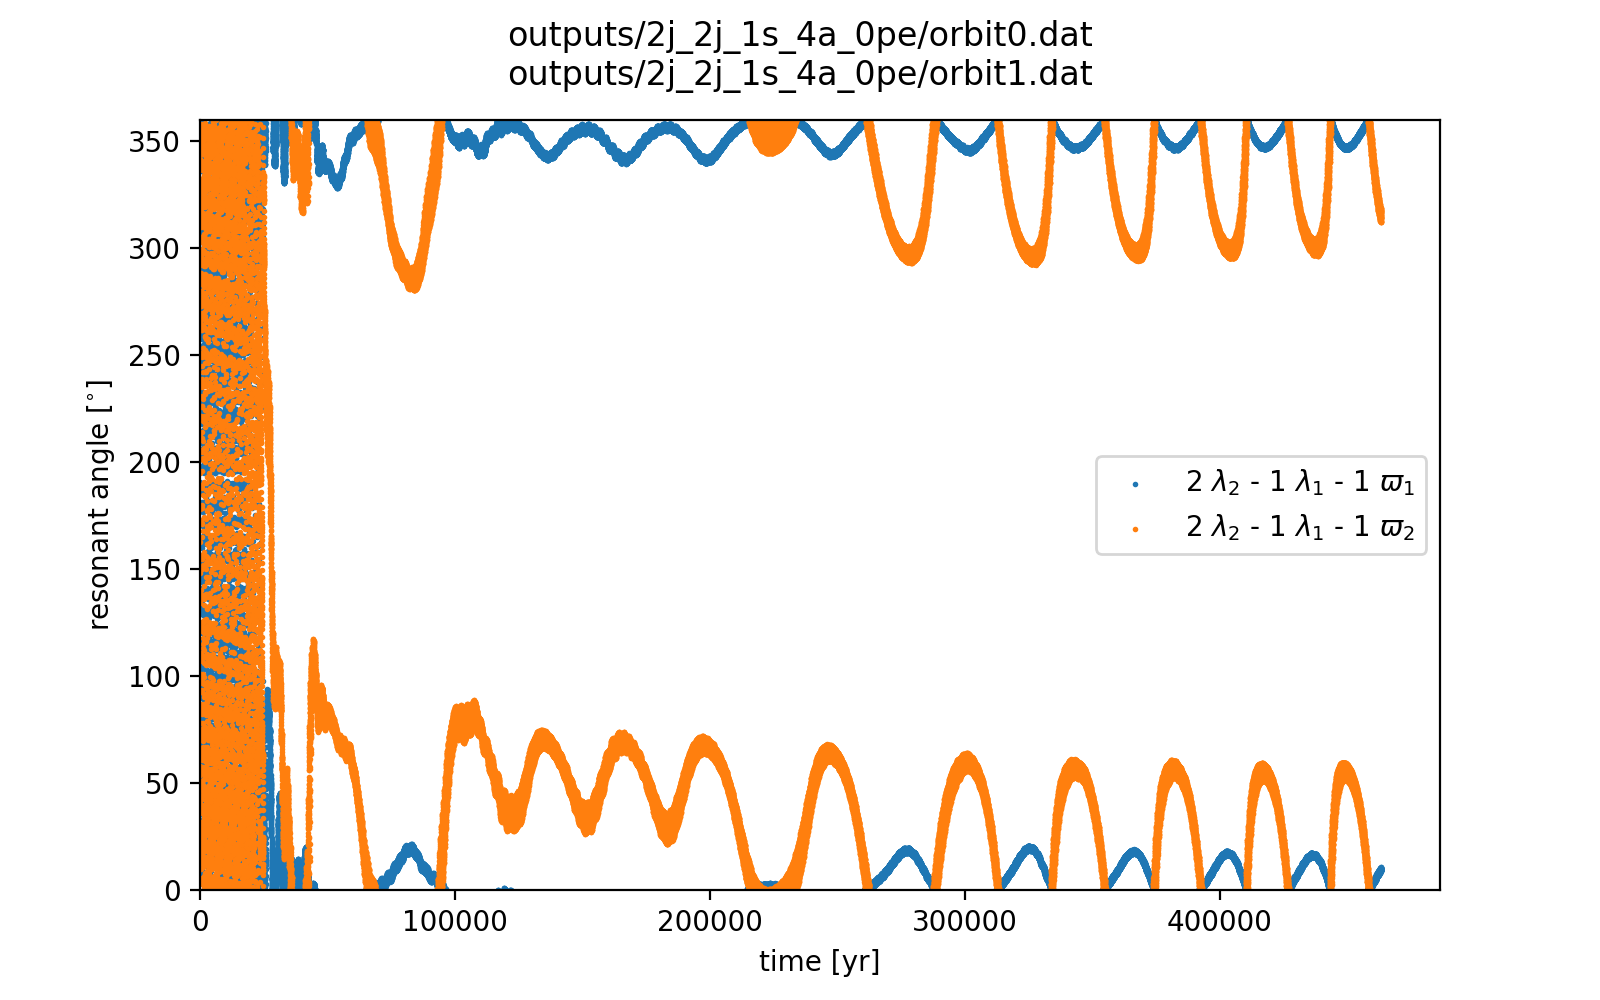 outputs/2j_2j_1s_4a_0pe/orbit0.dat
outputs/2j_2j_1s_4a_0pe/orbit1.dat
350
300
250
200
150
100
50
0
resonant angle [°]
2 λ₂ - 1 λ₁ - 1 ϖ₁
2 λ₂ - 1 λ₁ - 1 ϖ₂
0
100000
200000
300000
400000
time [yr]